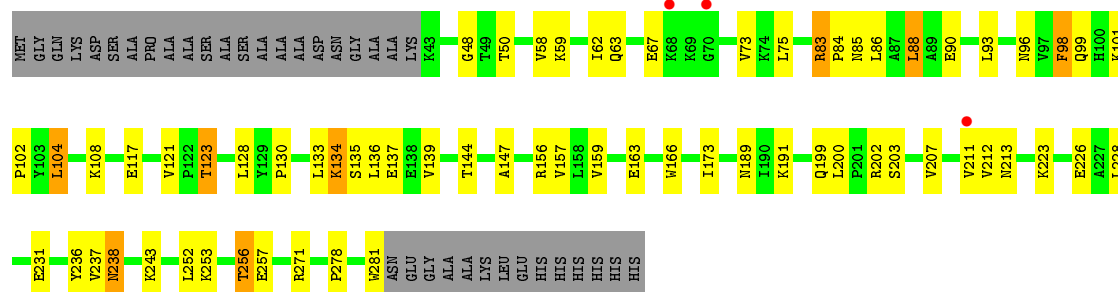 MET GLY GLN LYS ASP SER ALA PRO ALA ALA SER ALA SER ALA ALA ALA ALA ASP ASN GLY ALA ALA LYS K43 G48 T49 T50 V58 K59 I62 Q63 E67 K68 K69 G70 V73 K74 L75 R83 P84 N85 L86 A87 L88 A89 E90 L93 N96 V97 F98 Q99 H100 K101
P102 Y103 L104 K108 E117 V121 P122 T123 L128 Y129 P130 L133 K134 S135 L136 E137 E138 V139 T144 A147 R156 V157 L158 V159 E163 W166 I173 N189 I190 K191 Q199 L200 P201 R202 S203 V207 V211 V212 N213 K223 E226 A227 L228
E231 Y236 V237 N238 K243 L252 K253 T256 E257 R271 P278 W281 ASN GLU GLY ALA ALA LYS LEU GLU HIS HIS HIS HIS HIS HIS